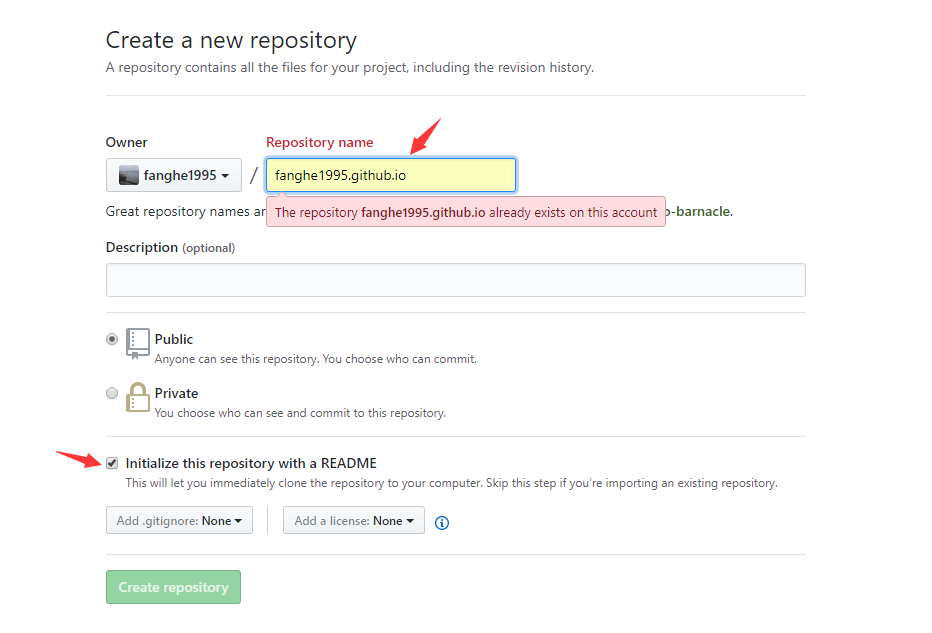 Create a new repository
A repository contains all the files for your project, including the revision history.
Owner
Repository name
fanghe1995
/
fanghe1995.github.io
Great repository names
The repository fanghe1995.github.io already exists on this account
-barnacle.
Description (optional)
Public
Anyone can see this repository. You choose who can commit.
Private
You choose who can see and commit to this repository.
Initialize this repository with a README
This will let you immediately clone the repository to your computer. Skip this step if you’re importing an existing repository.
Add .gitignore: None
Add a license: None
Create repository